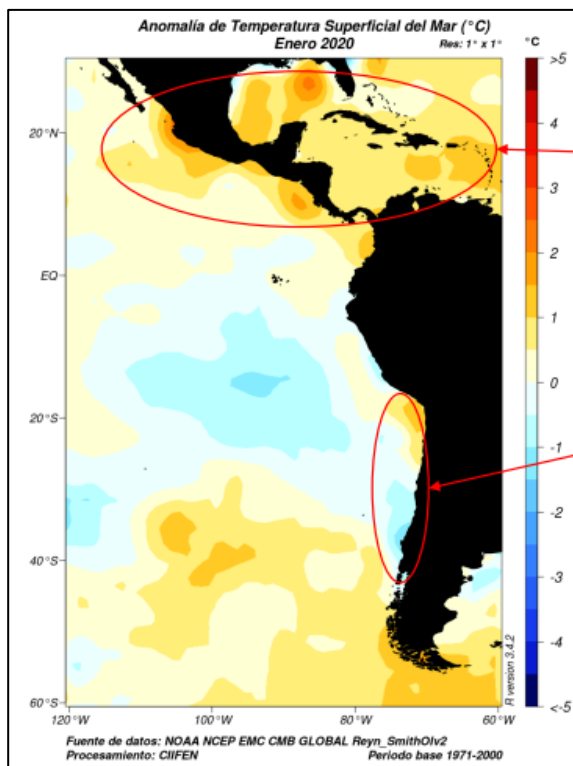 Anomalía de Temperatura Superficial del Mar (°C)
Enero 2020
Res: 1° x 1°
°C
>5
4
3
2
1
0
-1
-2
-3
-4
<-5
20°N
EQ
20°S
40°S
60°S
120°W
100°W
80°W
60°W
R version 3.4.2
Fuente de datos: NOAA NCEP EMC CMB GLOBAL Reyn_SmithOIv2
Procesamiento: CIIFEN
Periodo base 1971-2000